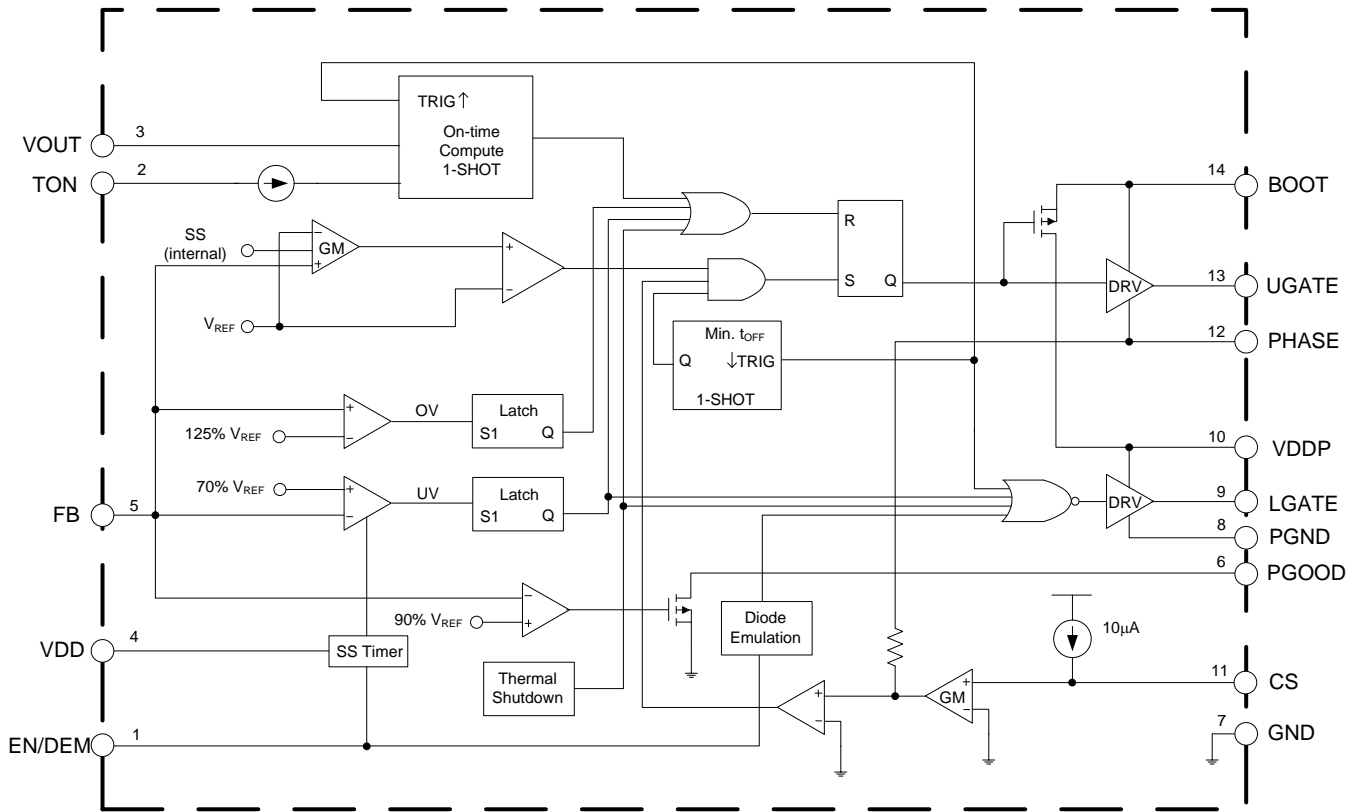 TRIG↑
On-time
Compute
1-SHOT
VOUT
3
TON
2
SS
(internal)
−
GM
+
VREF
+
−
R
S
Q
14
BOOT
DRV
13
UGATE
12
PHASE
Min. tOFF
Q
↓TRIG
1-SHOT
+
−
OV
125% VREF
Latch
S1
Q
70% VREF
+
−
UV
Latch
S1
Q
FB
5
10
VDDP
DRV
9
LGATE
8
PGND
6
PGOOD
−
90% VREF
+
Diode
Emulation
10µA
VDD
4
SS Timer
Thermal
Shutdown
+
−
GM
+
−
11
CS
7
GND
EN/DEM
1